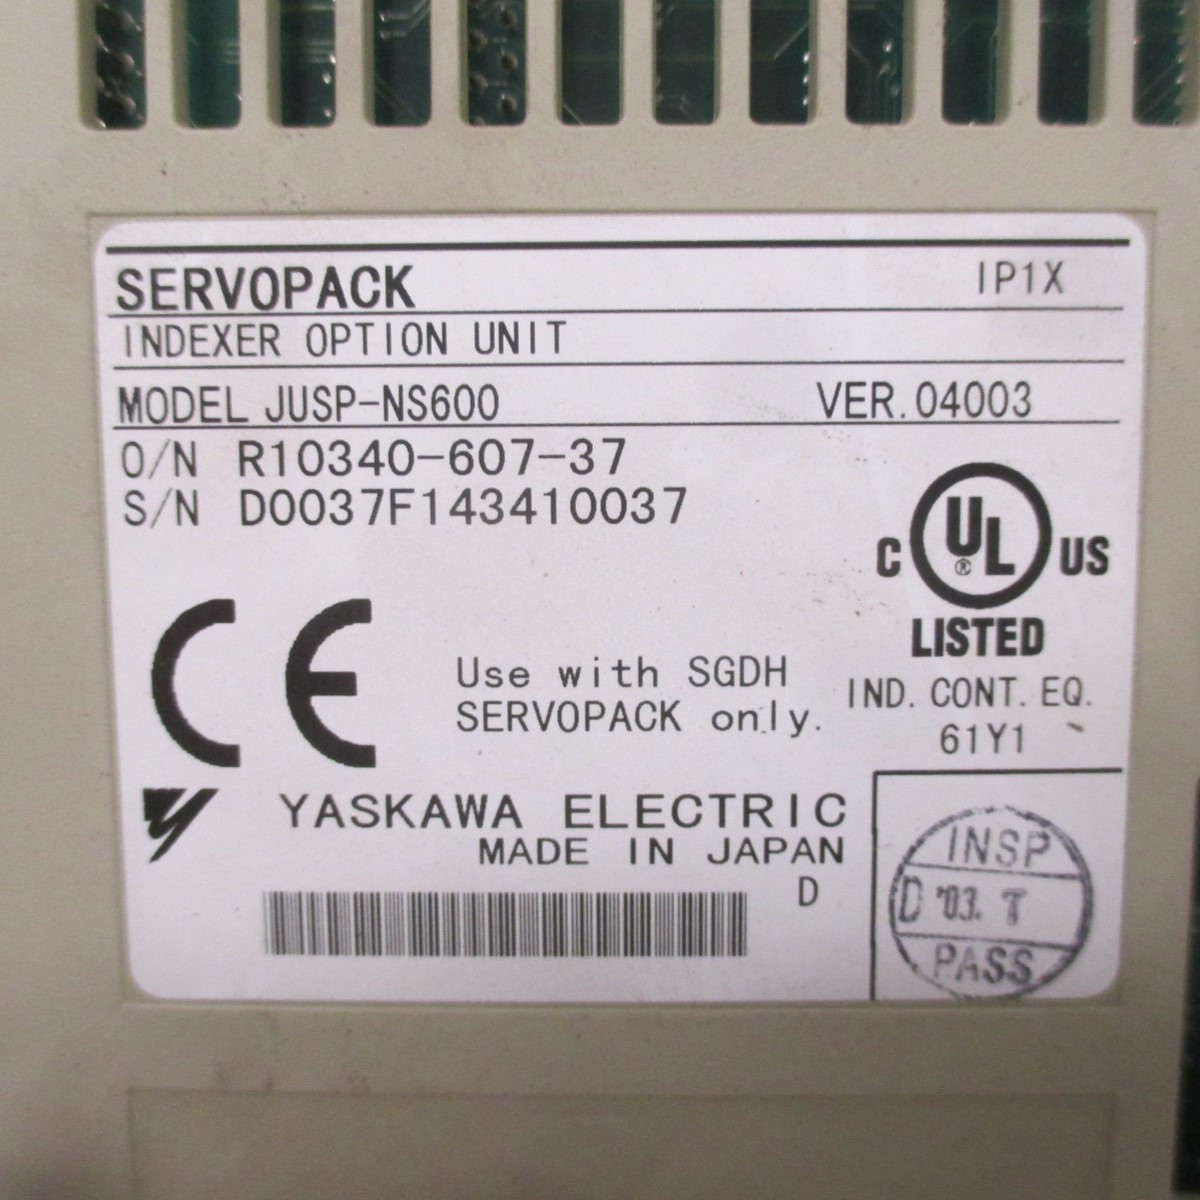 SERVOPACK IP1X
INDEXER OPTION UNIT
MODEL JUSP-NS600 VER.04003
O/N R10340-607-37
S/N D0037F143410037
C UL® US
LISTED
IND. CONT. EQ.
61Y1
CE
Use with SGDH
SERVOPACK only.
YASKAWA ELECTRIC
MADE IN JAPAN
D
INSP
D '03. T
PASS